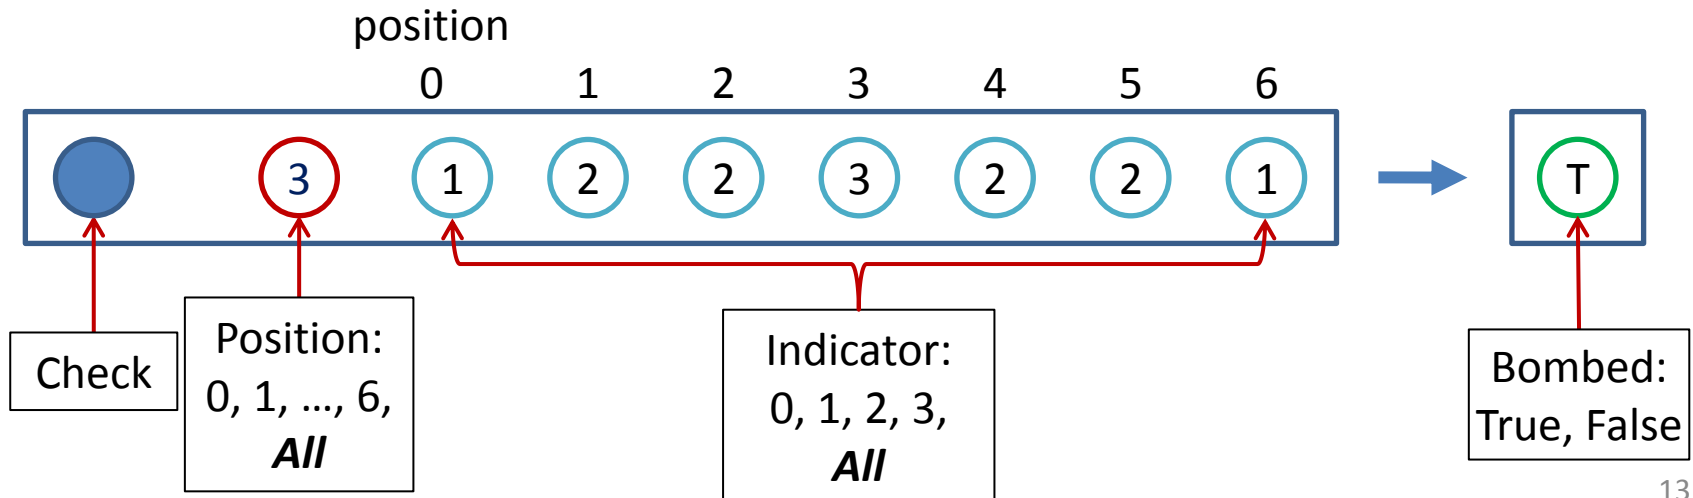 position
0 1 2 3 4 5 6
3 1 2 2 3 2 2 1 T
Check
Position:
0, 1, …, 6,
All
Indicator:
0, 1, 2, 3,
All
Bombed:
True, False
13